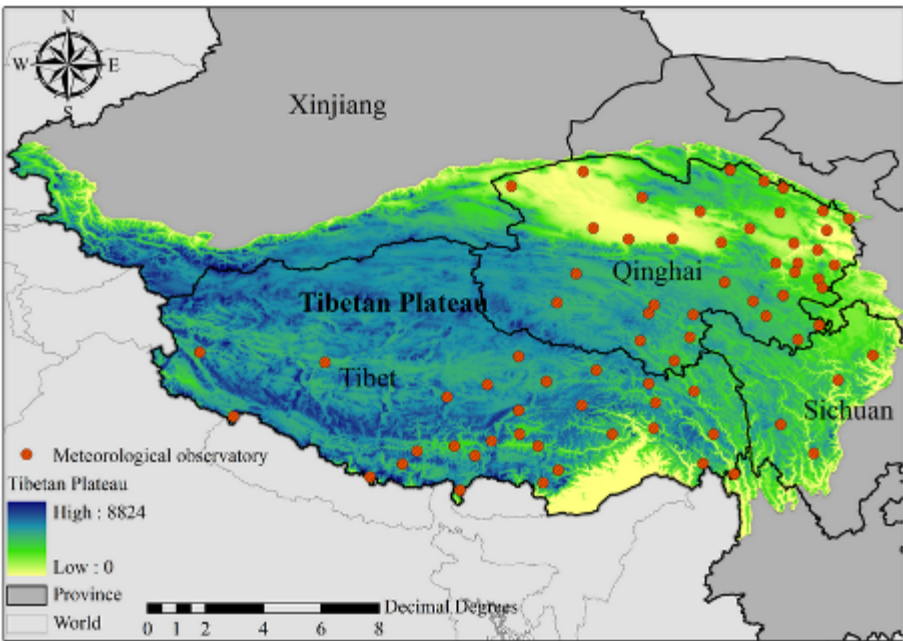 N
W E
S
Xinjiang
Qinghai
Tibetan Plateau
Tibet
Sichuan
Meteorological observatory
Tibetan Plateau
High : 8824
Low : 0
Province
World
Decimal Degrees
0 1 2 4 6 8